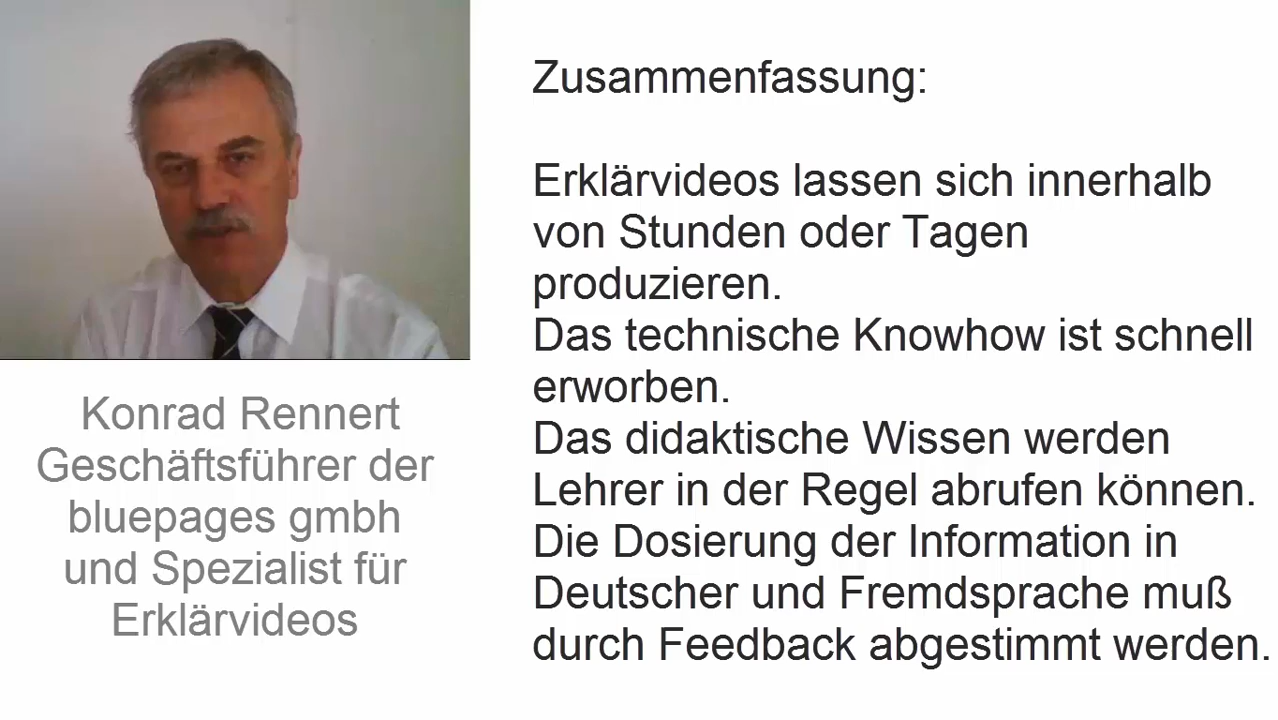 Zusammenfassung:
Erklärvideos lassen sich innerhalb
von Stunden oder Tagen
produzieren.
Das technische Knowhow ist schnell
erworben.
Das didaktische Wissen werden
Lehrer in der Regel abrufen können.
Die Dosierung der Information in
Deutscher und Fremdsprache muß
durch Feedback abgestimmt werden.
Konrad Rennert
Geschäftsführer der
bluepages gmbh
und Spezialist für
Erklärvideos